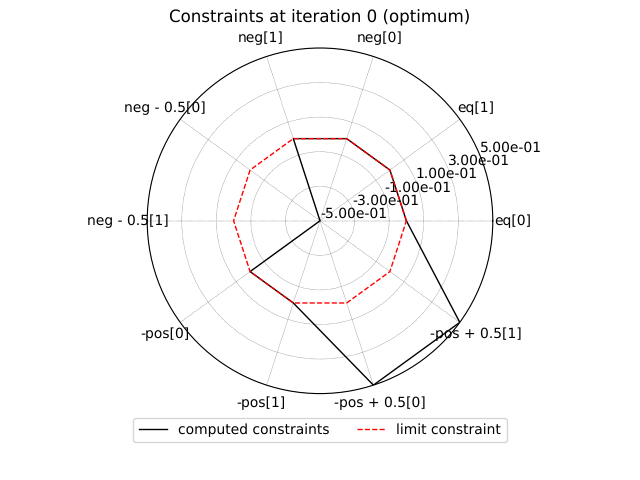 Constraints at iteration 0 (optimum)
neg[1]
neg[0]
neg - 0.5[0]
eq[1]
5.00e-01
3.00e-01
1.00e-01
-1.00e-01
-3.00e-01
-5.00e-01
neg - 0.5[1]
eq[0]
-pos[0]
-pos + 0.5[1]
-pos[1]
-pos + 0.5[0]
computed constraints
limit constraint